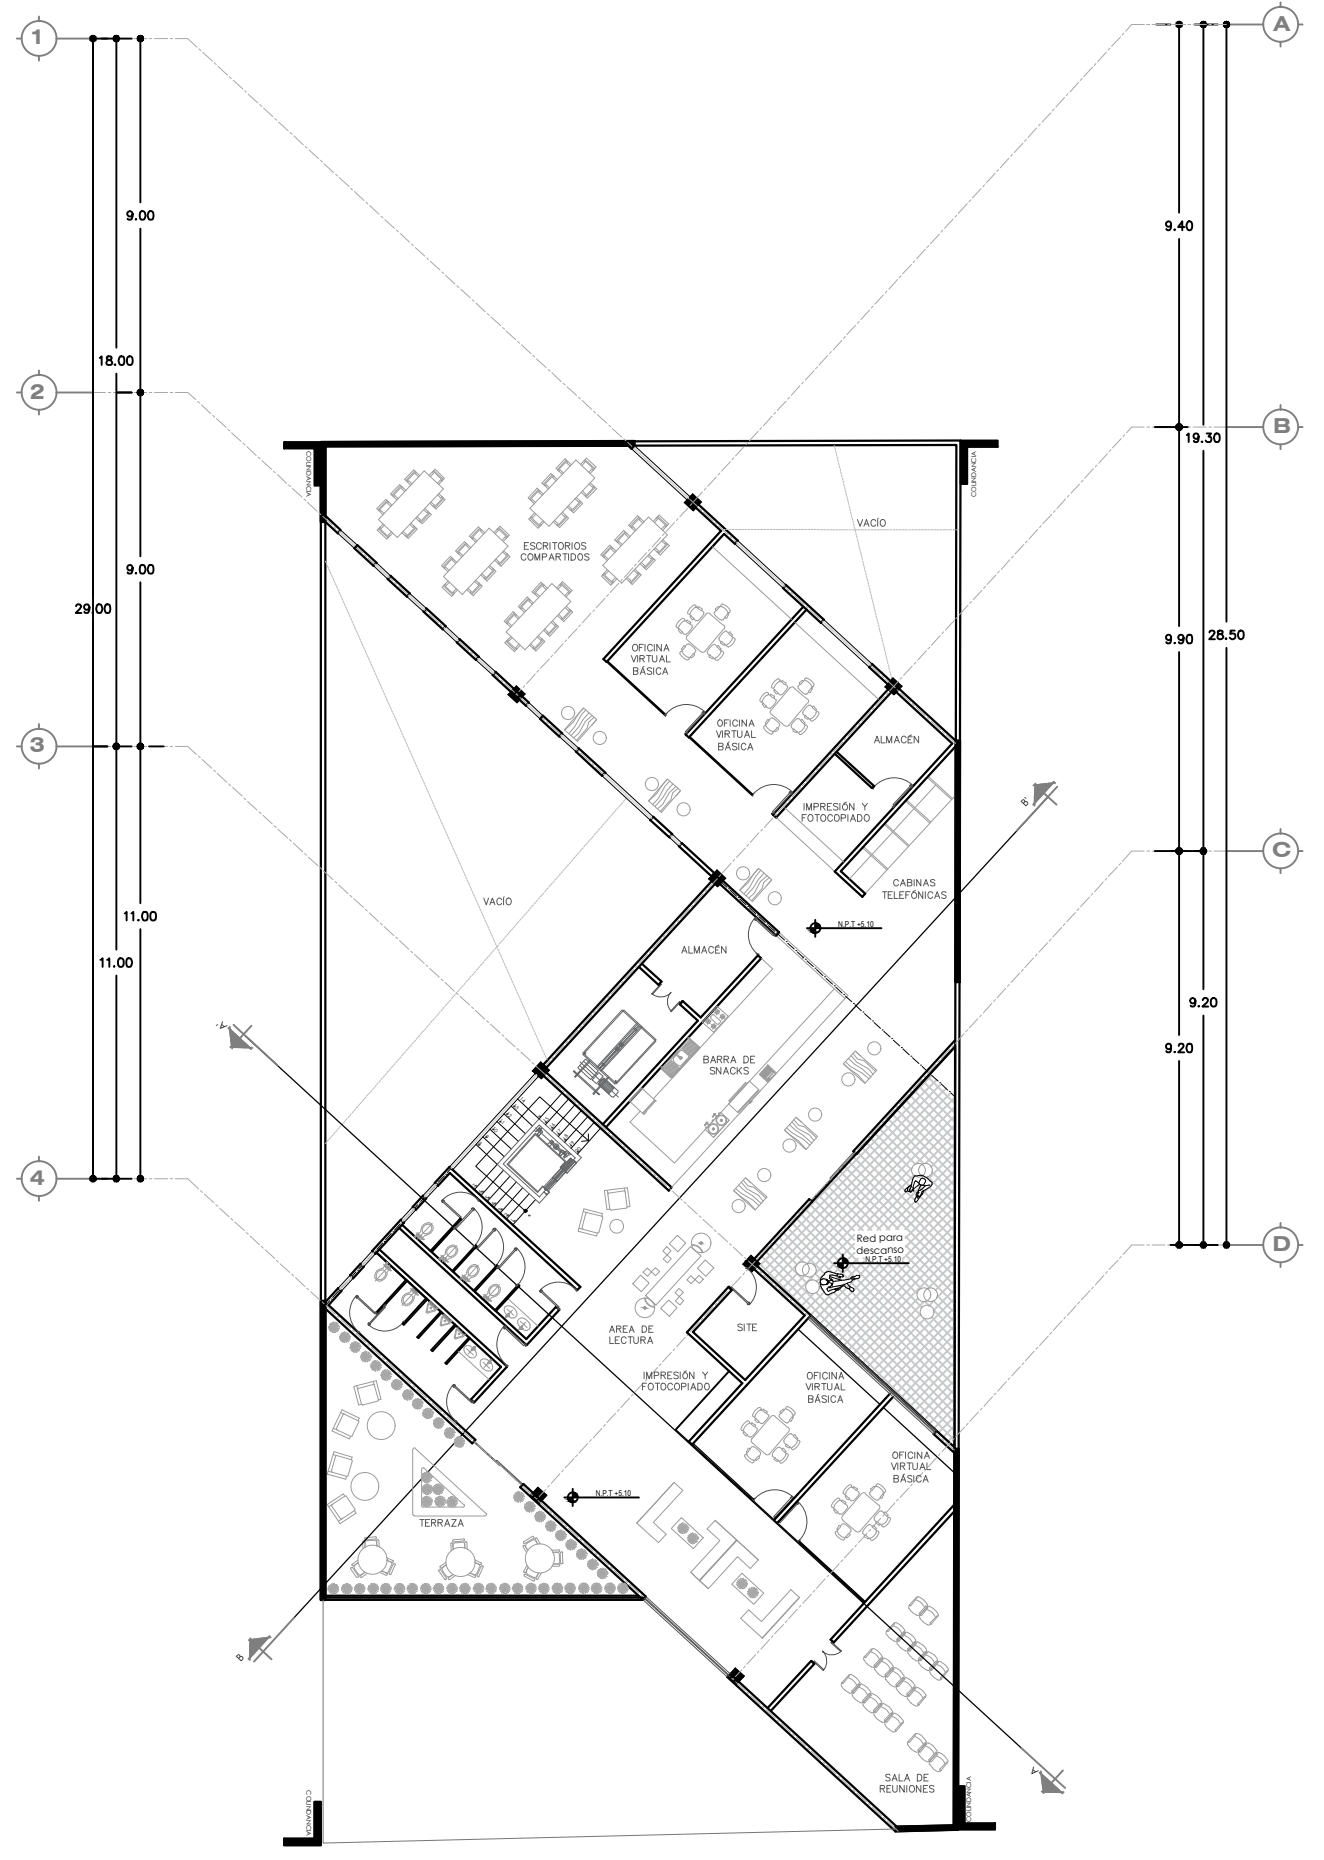 1
A
9.00
9.40
18.00
2
B
19.30
COLINDANCIA
COLINDANCIA
VACÍO
ESCRITORIOS
COMPARTIDOS
9.00
29.00
9.90
28.50
OFICINA
VIRTUAL
BÁSICA
OFICINA
VIRTUAL
BÁSICA
ALMACÉN
3
IMPRESIÓN Y
FOTOCOPIADO
B'
C
CABINAS
TELEFÓNICAS
VACÍO
11.00
N.P.T +5.10
ALMACÉN
11.00
9.20
A'
9.20
BARRA DE
SNACKS
4
Red para
descanso
N.P.T +5.10
D
AREA DE
LECTURA
SITE
IMPRESIÓN Y
FOTOCOPIADO
OFICINA
VIRTUAL
BÁSICA
OFICINA
VIRTUAL
BÁSICA
N.P.T +5.10
TERRAZA
B
A
SALA DE
REUNIONES
COLINDANCIA
COLINDANCIA